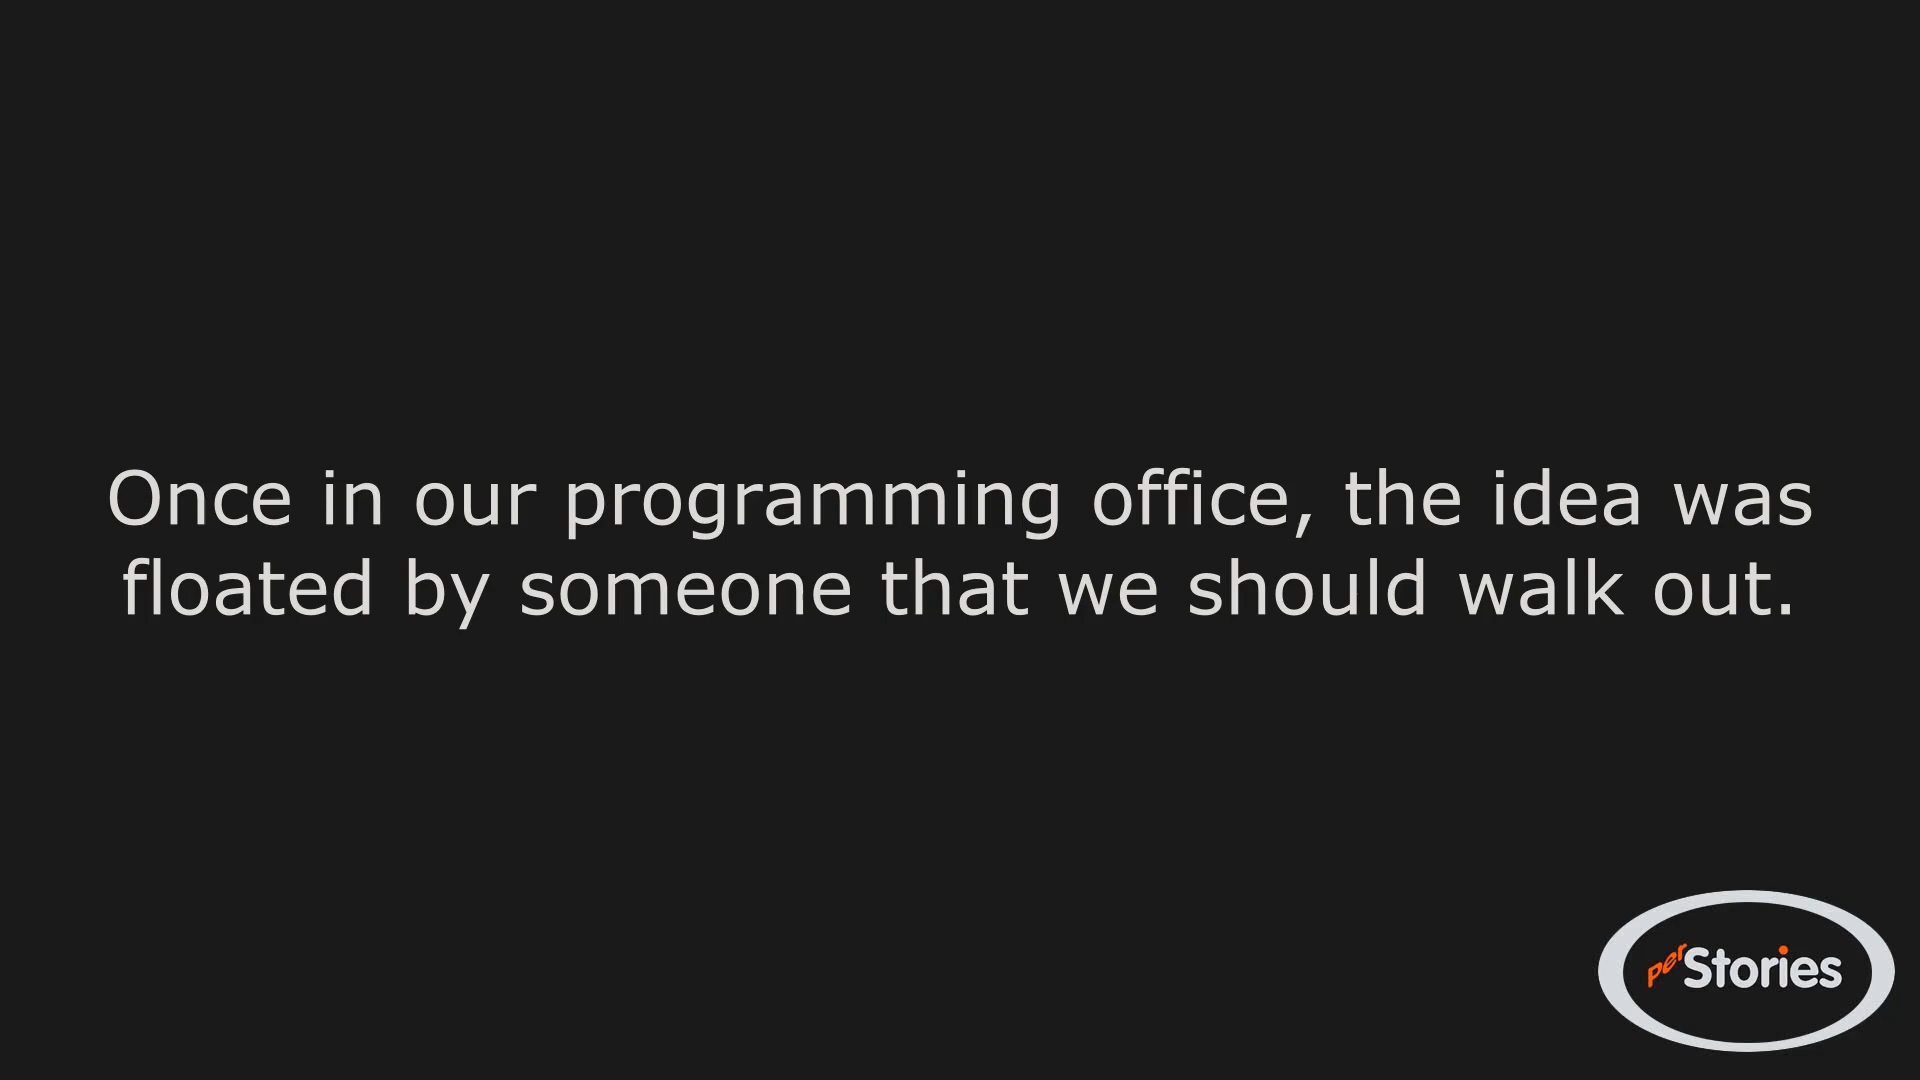 Once in our programming office, the idea was
floated by someone that we should walk out.
perStories